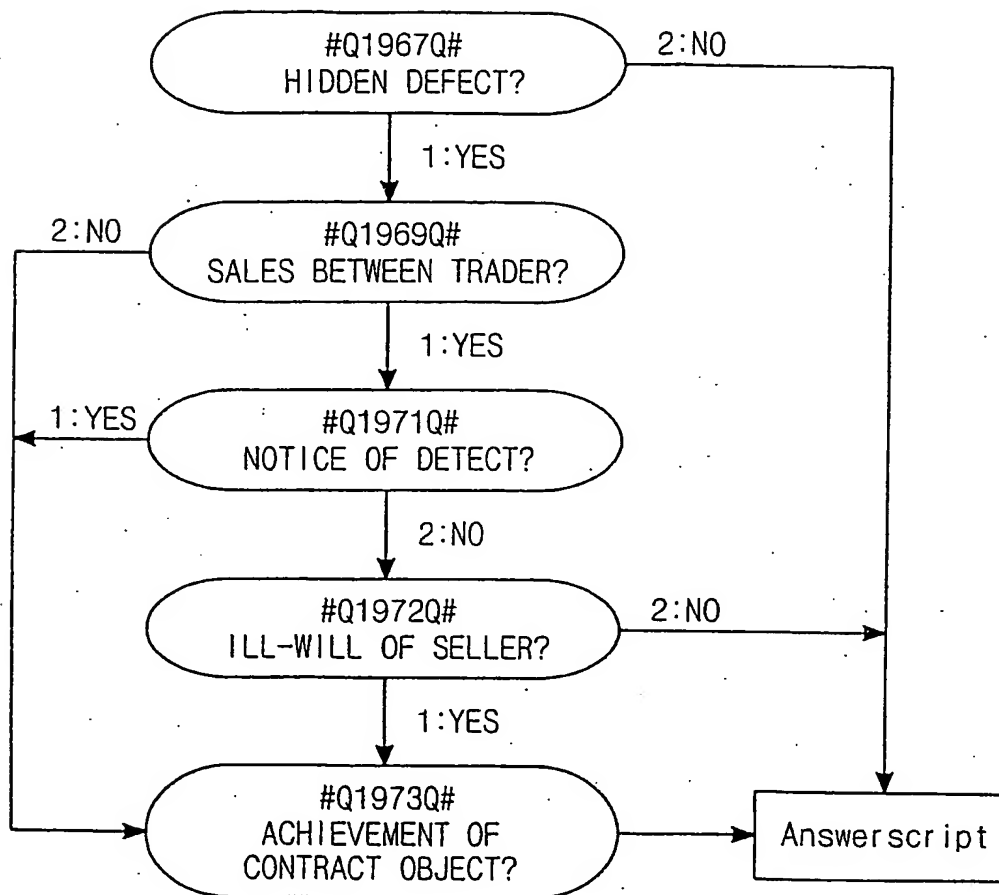 #Q1967Q#
HIDDEN DEFECT?
2:NO
1:YES
2:NO
#Q1969Q#
SALES BETWEEN TRADER?
1:YES
1:YES
#Q1971Q#
NOTICE OF DETECT?
2:NO
#Q1972Q#
ILL-WILL OF SELLER?
2:NO
1:YES
#Q1973Q#
ACHIEVEMENT OF
CONTRACT OBJECT?
Answerscript